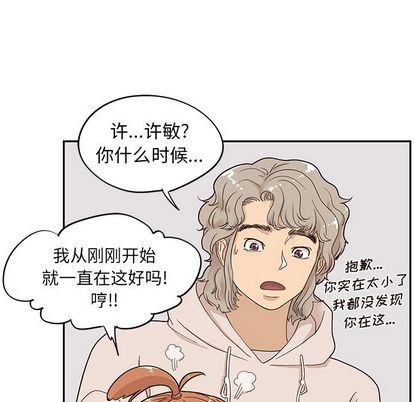 许...许敏?
你什么时候...
我从刚刚开始
就一直在这好吗!
哼!!
抱歉...
你实在太小了
我都没发现
你在这...